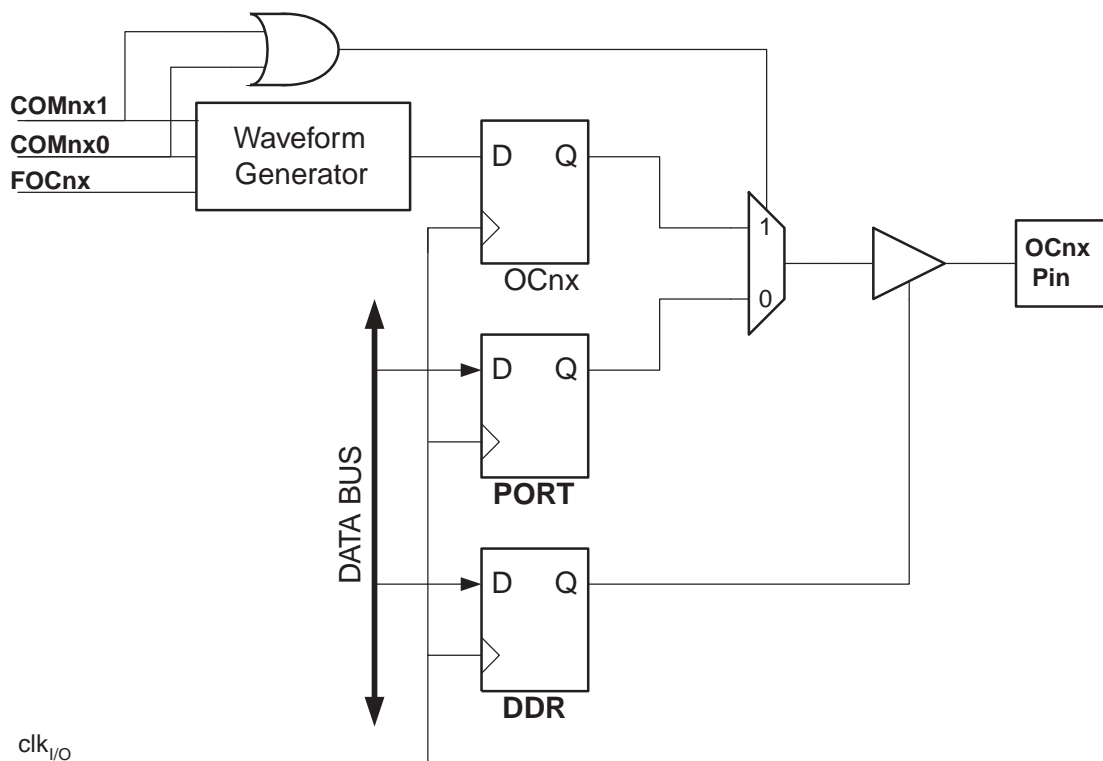 COMnx1
COMnx0
FOCnx
Waveform
Generator
D Q
OCnx
1
0
OCnx
Pin
D Q
PORT
DATA BUS
D Q
DDR
clkI/O